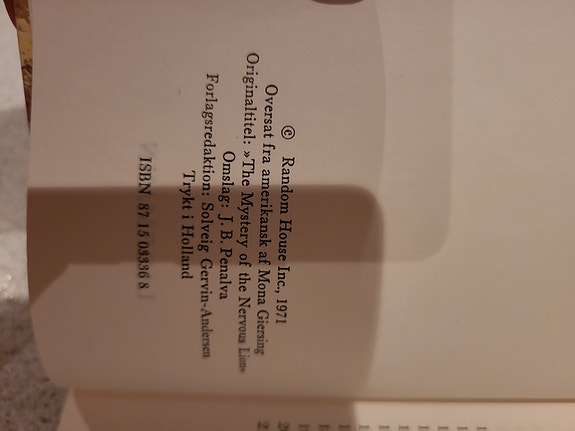 © Random House Inc., 1971
Oversat fra amerikansk af Mona Giersing
Originaltitel: »The Mystery of the Nervous Lion«
Omslag: J. B. Penalva
Forlagsredaktion: Solveig Gervin-Andersen
Trykt i Holland
ISBN 87 15 03336 8